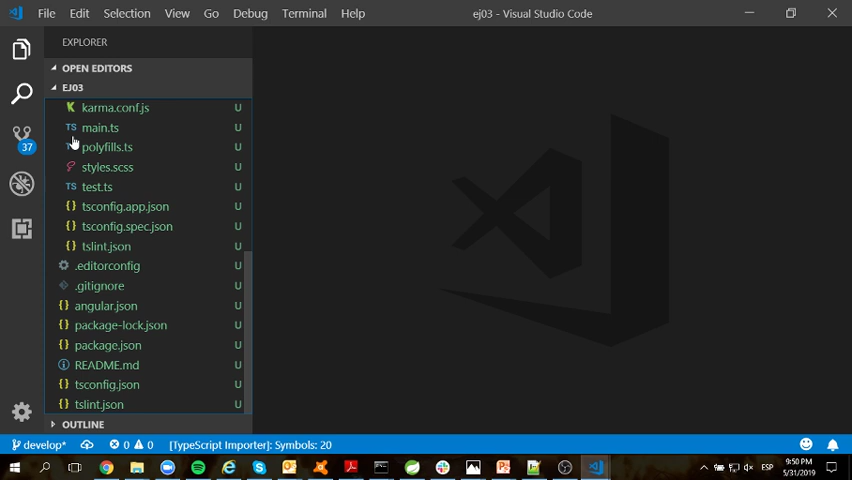 File Edit Selection View Go Debug Terminal Help
ej03 - Visual Studio Code
EXPLORER
OPEN EDITORS
EJ03
karma.conf.js U
TS main.ts U
TS polyfills.ts U
styles.scss U
TS test.ts U
{} tsconfig.app.json U
{} tsconfig.spec.json U
{} tslint.json U
.editorconfig U
.gitignore U
{} angular.json U
{} package-lock.json U
{} package.json U
README.md U
{} tsconfig.json U
{} tslint.json U
37
OUTLINE
develop* 0 0 [TypeScript Importer]: Symbols: 20
ESP
9:50 PM
5/31/2019